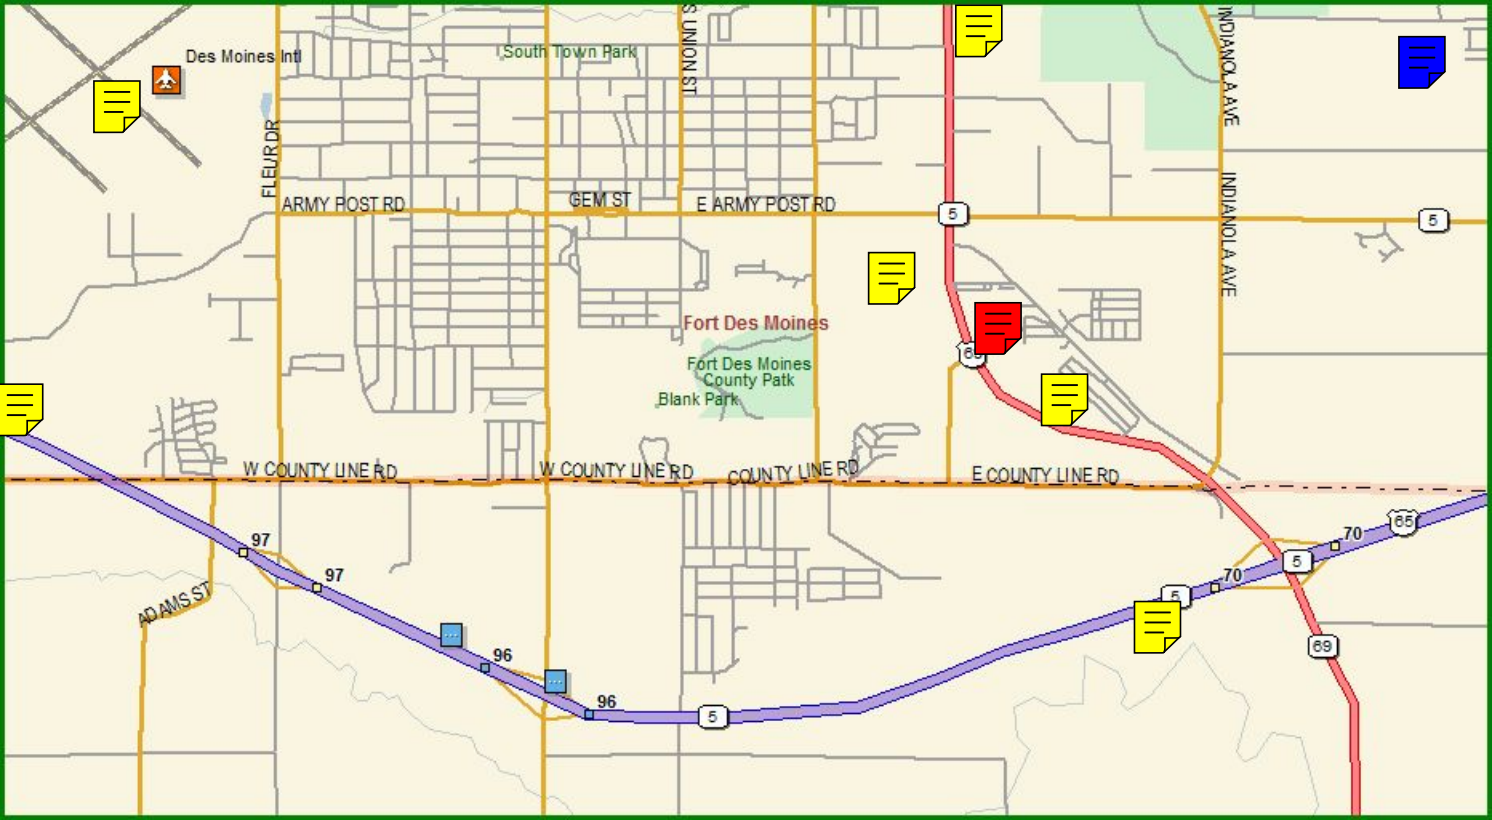 Des Moines Intl
South Town Park
S UNION ST
INDIANOLA AVE
FLEUR DR
ARMY POST RD
GEM ST
E ARMY POST RD
5
5
INDIANOLA AVE
Fort Des Moines
Fort Des Moines
County Patk
Blank Park
W COUNTY LINE RD
W COUNTY LINE RD
COUNTY LINE RD
E COUNTY LINE RD
65
97
70
5
97
70
5
ADAMS ST
69
96
96
5